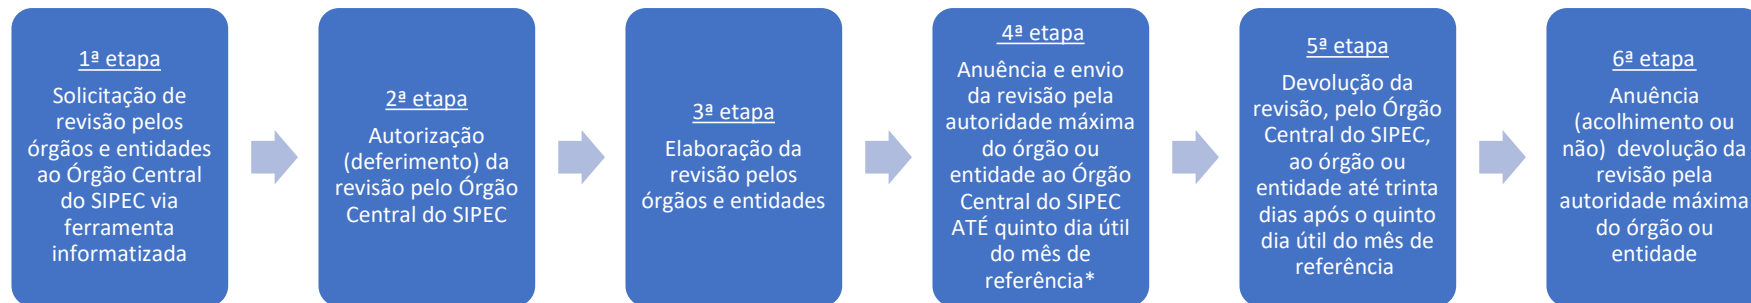 1ª etapa
Solicitação de
revisão pelos
órgãos e entidades
ao Órgão Central
do SIPEC via
ferramenta
informatizada
2ª etapa
Autorização
(deferimento) da
revisão pelo Órgão
Central do SIPEC
3ª etapa
Elaboração da
revisão pelos
órgãos e entidades
4ª etapa
Anuência e envio
da revisão pela
autoridade máxima
do órgão ou
entidade ao Órgão
Central do SIPEC
ATÉ quinto dia útil
do mês de
referência*
5ª etapa
Devolução da
revisão, pelo Órgão
Central do SIPEC,
ao órgão ou
entidade até trinta
dias após o quinto
dia útil do mês de
referência
6ª etapa
Anuência
(acolhimento ou
não) devolução da
revisão pela
autoridade máxima
do órgão ou
entidade